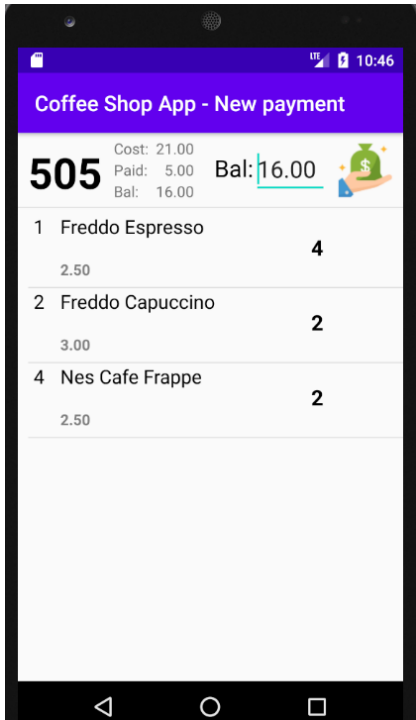 LTE 10:46
Coffee Shop App - New payment
505
Cost: 21.00
Paid: 5.00
Bal: 16.00
Bal: 16.00
$
1 Freddo Espresso
4
2.50
2 Freddo Capuccino
2
3.00
4 Nes Cafe Frappe
2
2.50